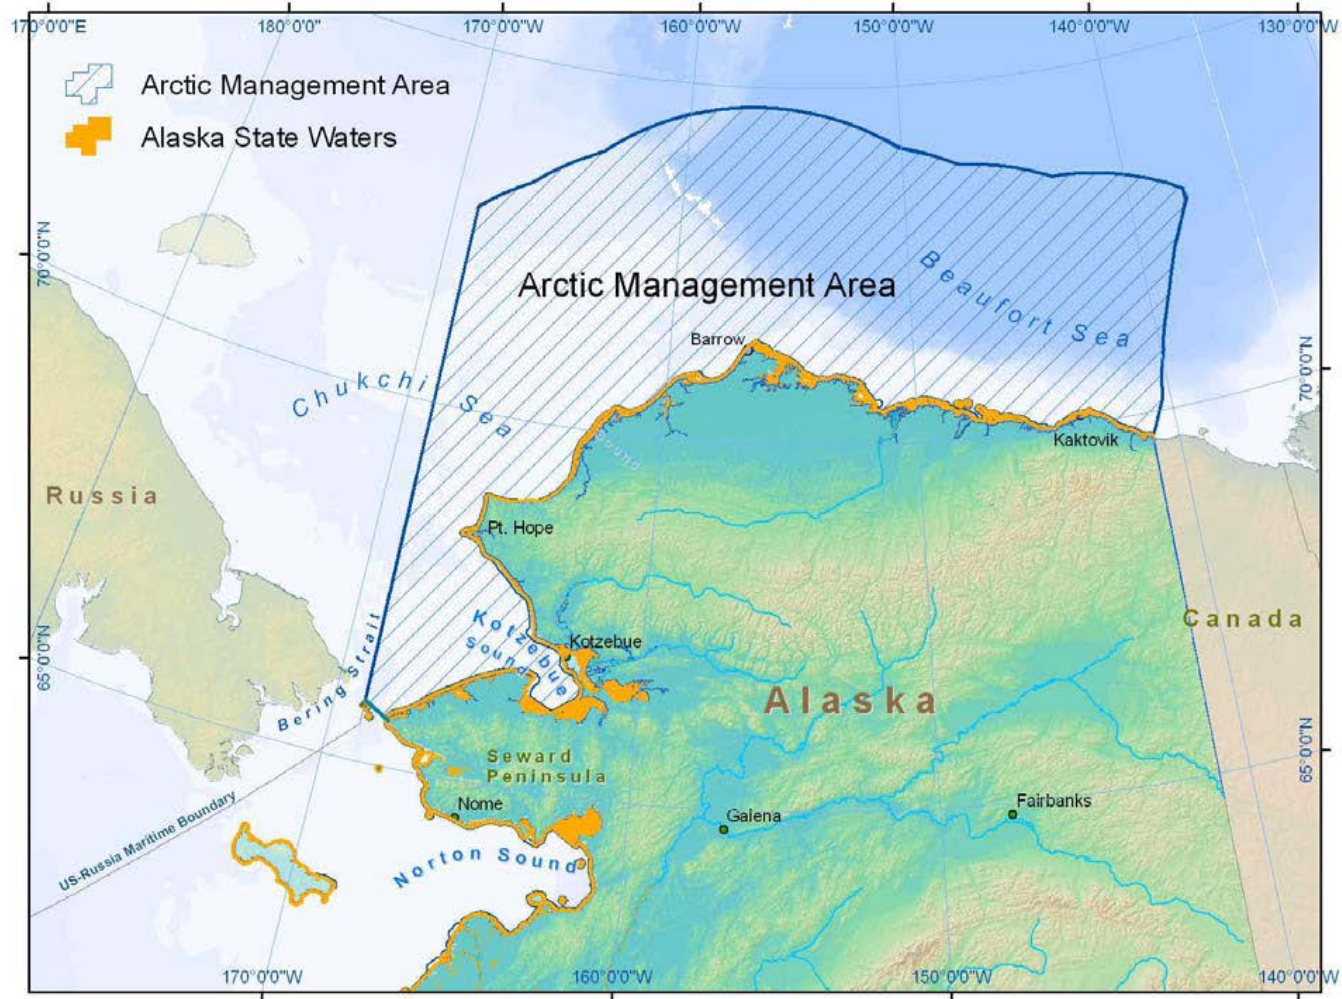 170°0'0"E
180°0'0"
170°0'0"W
160°0'0"W
150°0'0"W
140°0'0"W
130°0'0"W
Arctic Management Area
Alaska State Waters
70°0'0"N
Arctic Management Area
Beaufort Sea
Barrow
70°0'0"N
Chukchi Sea
Kaktovik
Russia
Pt. Hope
Canada
65°0'0"N
Kotzebue
Sound
Kotzebue
Bering Strait
Alaska
65°0'0"N
Seward
Peninsula
Nome
Galena
Fairbanks
US-Russia Maritime Boundary
Norton Sound
170°0'0"W
160°0'0"W
150°0'0"W
140°0'0"W